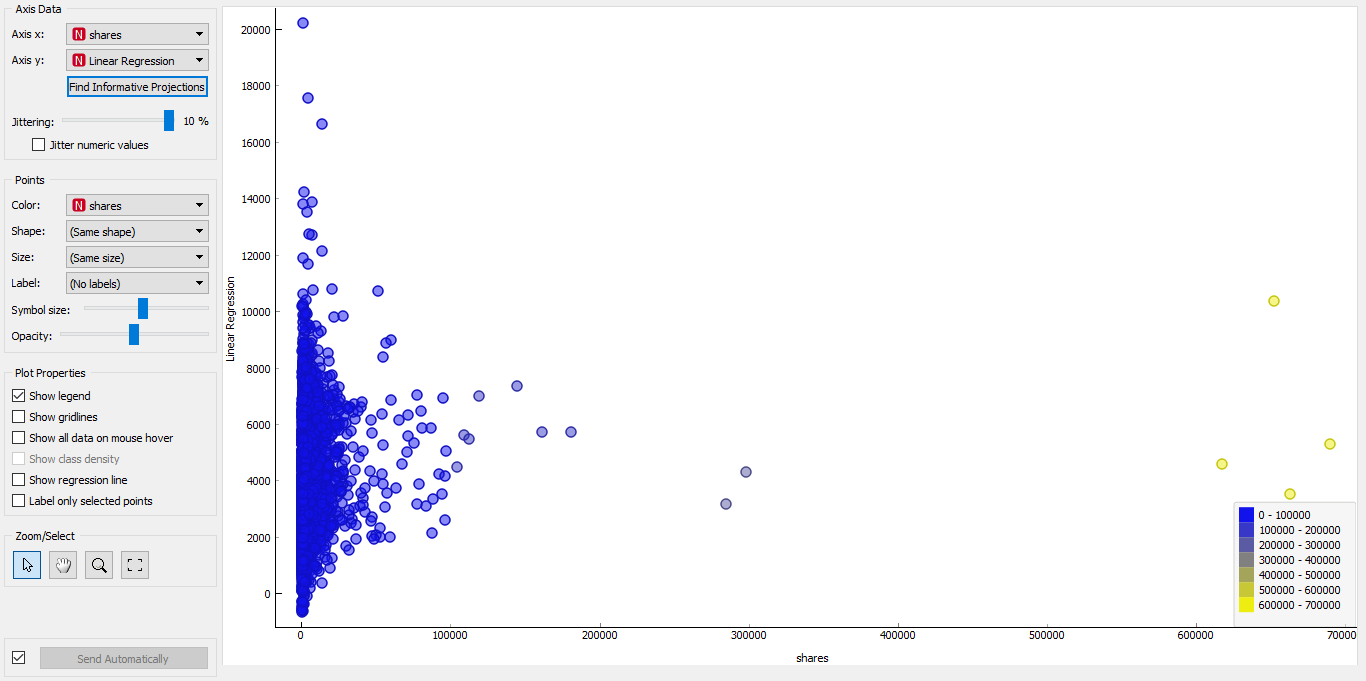 Axis Data
Axis x: N shares
Axis y: N Linear Regression
Find Informative Projections
Jittering: 10 %
Jitter numeric values
Points
Color: N shares
Shape: (Same shape)
Size: (Same size)
Label: (No labels)
Symbol size:
Opacity:
Plot Properties
Show legend
Show gridlines
Show all data on mouse hover
Show class density
Show regression line
Label only selected points
Zoom/Select
Send Automatically
20000
18000
16000
14000
12000
10000
8000
6000
4000
2000
0
Linear Regression
0 - 100000
100000 - 200000
200000 - 300000
300000 - 400000
400000 - 500000
500000 - 600000
600000 - 700000
0 100000 200000 300000 400000 500000 600000 70000
shares